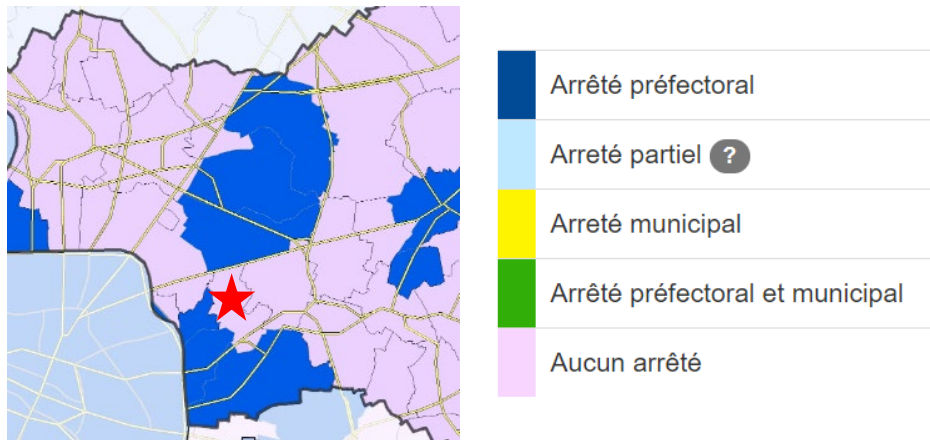 Arrêté préfectoral
Arreté partiel ?
Arreté municipal
Arrêté préfectoral et municipal
Aucun arrêté